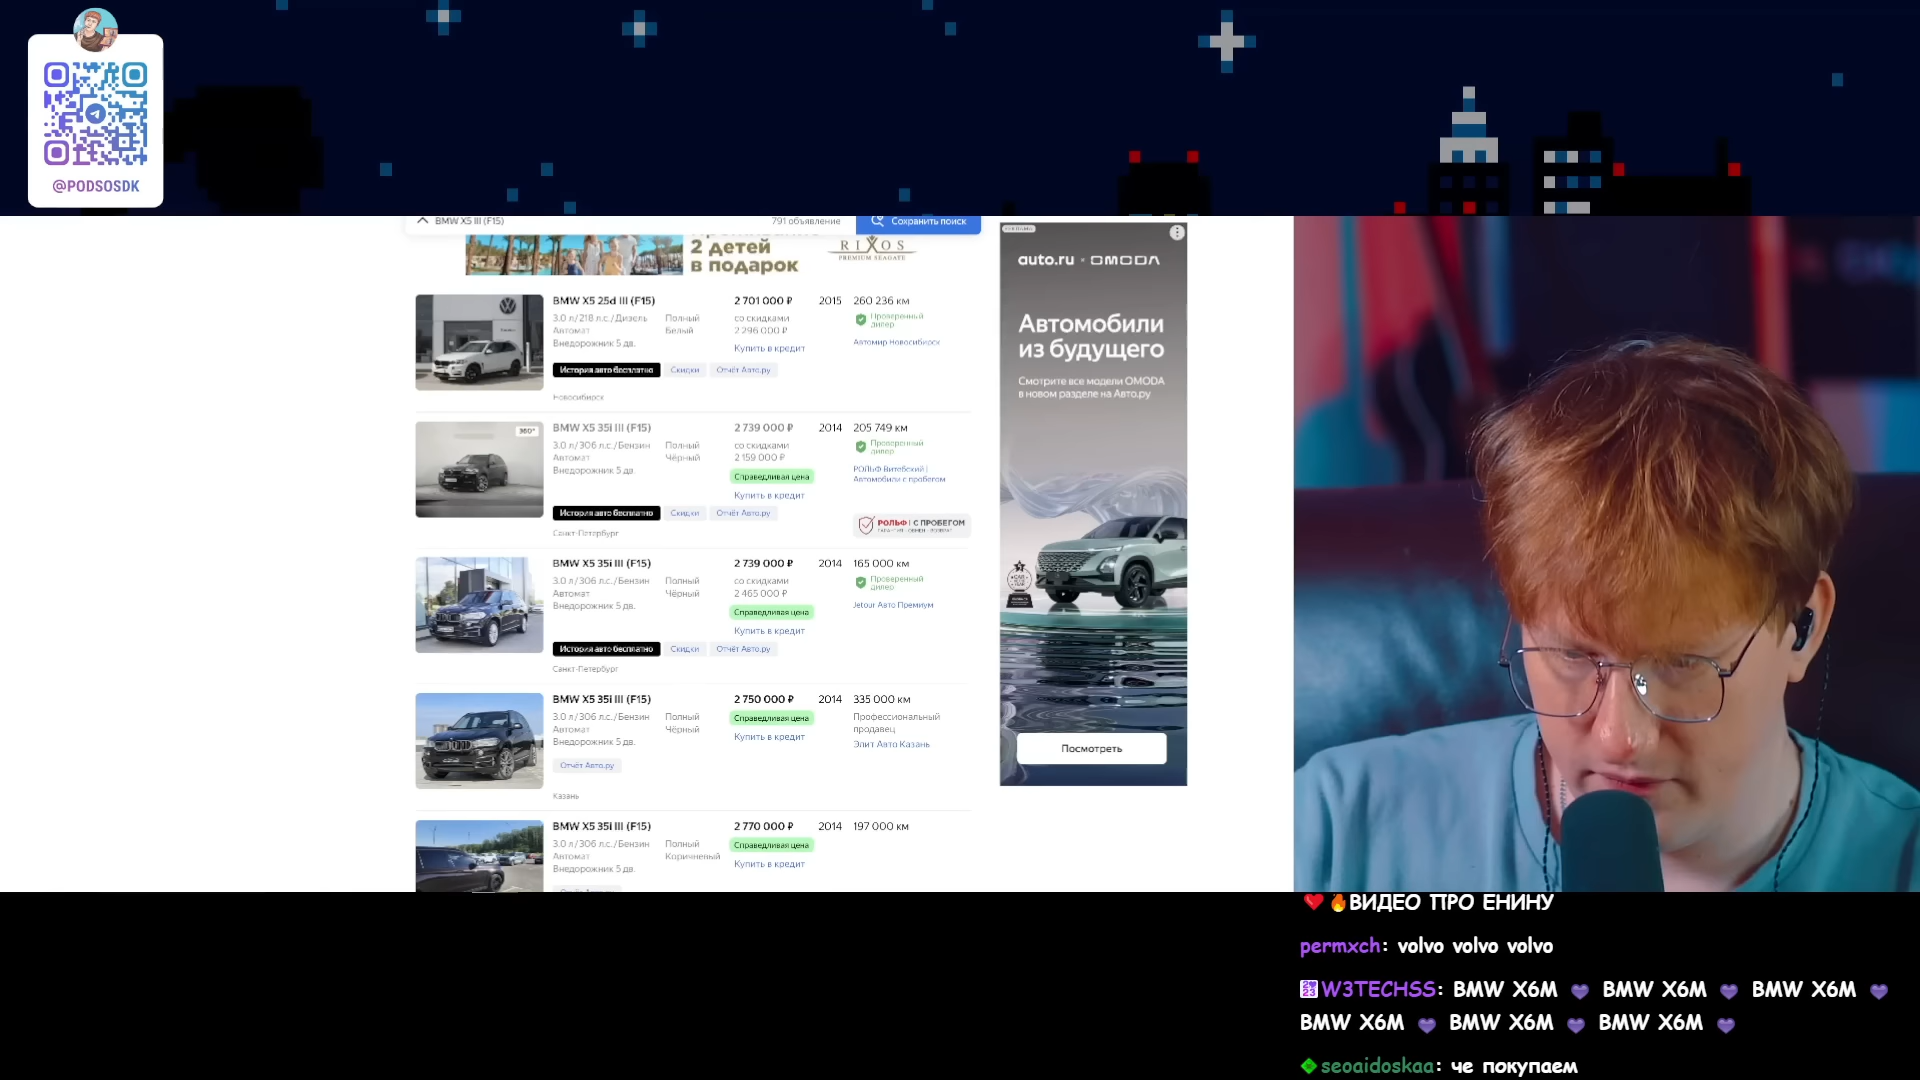 @PODSOSDK
BMW X5 III (F15)
791 объявление
Сохранить поиск
2 детей
в подарок
RIXOS
PREMIUM SEAGATE
BMW X5 25d III (F15)
3.0 л/218 л.с./Дизель
Автомат
Внедорожник 5 дв.
Полный
Белый
2 701 000 ₽
со скидками
2 296 000 ₽
Купить в кредит
2015
260 236 км
Проверенный
дилер
Автомир Новосибирск
История авто бесплатно
Скидки
Отчёт Авто.ру
Новосибирск
360°
BMW X5 35i III (F15)
3.0 л/306 л.с./Бензин
Автомат
Внедорожник 5 дв.
Полный
Чёрный
2 739 000 ₽
со скидками
2 159 000 ₽
Справедливая цена
Купить в кредит
2014
205 749 км
Проверенный
дилер
РОЛЬФ Витебский |
Автомобили с пробегом
История авто бесплатно
Скидки
Отчёт Авто.ру
РОЛЬФ | С ПРОБЕГОМ
Санкт-Петербург
BMW X5 35i III (F15)
3.0 л/306 л.с./Бензин
Автомат
Внедорожник 5 дв.
Полный
Чёрный
2 739 000 ₽
со скидками
2 465 000 ₽
Справедливая цена
Купить в кредит
2014
165 000 км
Проверенный
дилер
Jetour Авто Премиум
История авто бесплатно
Скидки
Отчёт Авто.ру
Санкт-Петербург
BMW X5 35i III (F15)
3.0 л/306 л.с./Бензин
Автомат
Внедорожник 5 дв.
Полный
Чёрный
2 750 000 ₽
Справедливая цена
Купить в кредит
2014
335 000 км
Профессиональный
продавец
Элит Авто Казань
Отчёт Авто.ру
Казань
BMW X5 35i III (F15)
3.0 л/306 л.с./Бензин
Автомат
Внедорожник 5 дв.
Полный
Коричневый
2 770 000 ₽
Справедливая цена
Купить в кредит
2014
197 000 км
РЕКЛАМА
auto.ru × OMODA
Автомобили
из будущего
Смотрите все модели OMODA
в новом разделе на Авто.ру
Посмотреть
ВИДЕО ПРО ЕНИНУ
permxch: volvo volvo volvo
W3TECHSS: BMW X6M BMW X6M BMW X6M
BMW X6M BMW X6M BMW X6M
seoaidoskaa: че покупаем